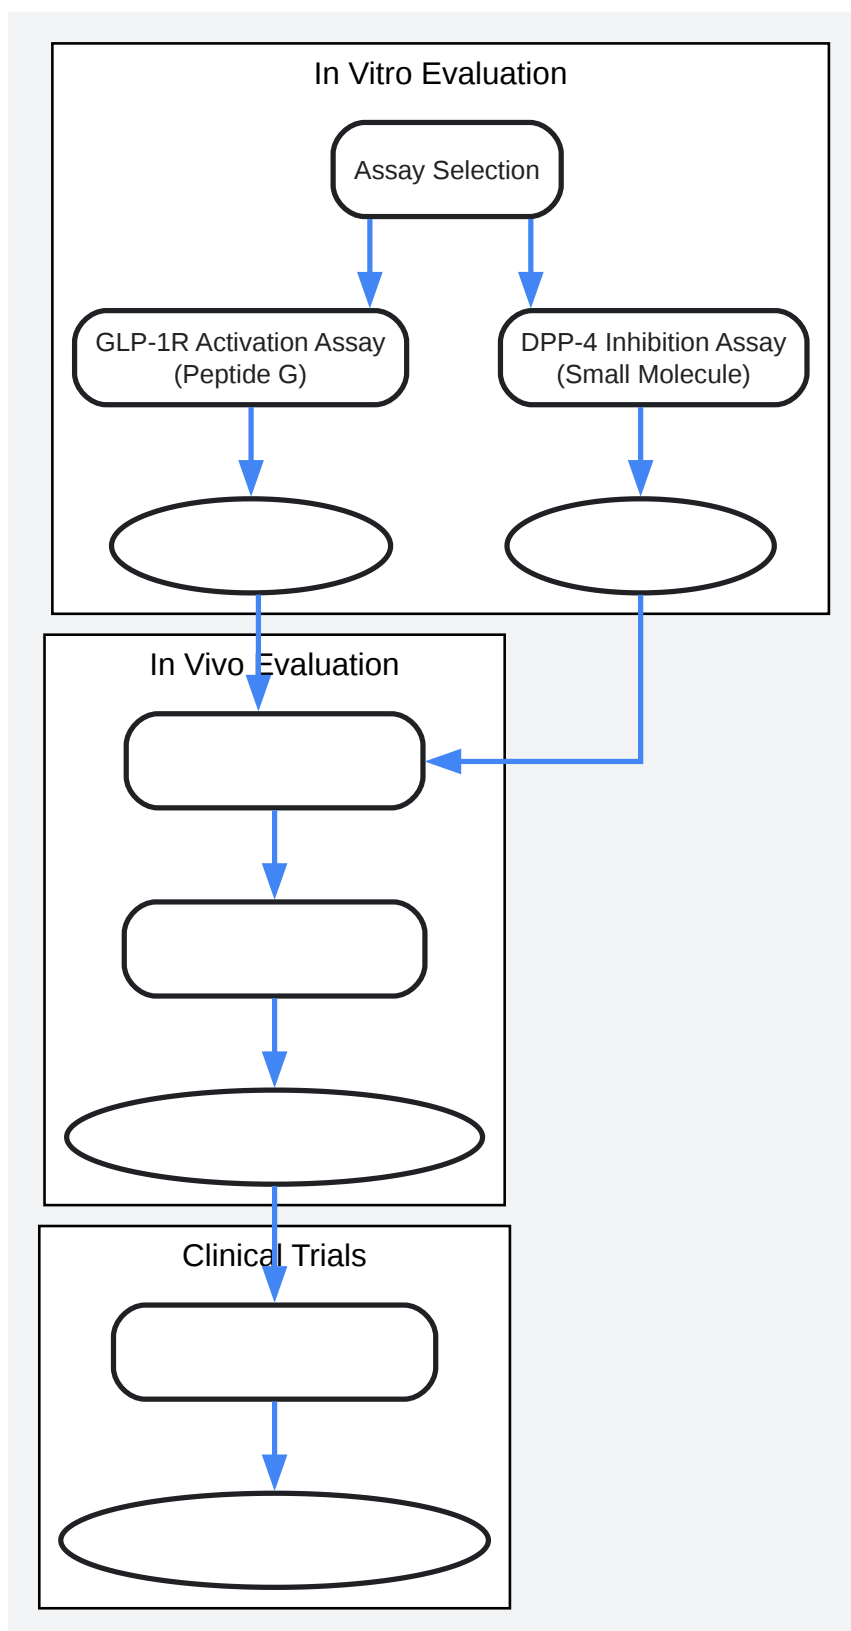 In Vitro Evaluation
Assay Selection
GLP-1R Activation Assay
(Peptide G)
DPP-4 Inhibition Assay
(Small Molecule)
In Vivo Evaluation
Clinical Trials